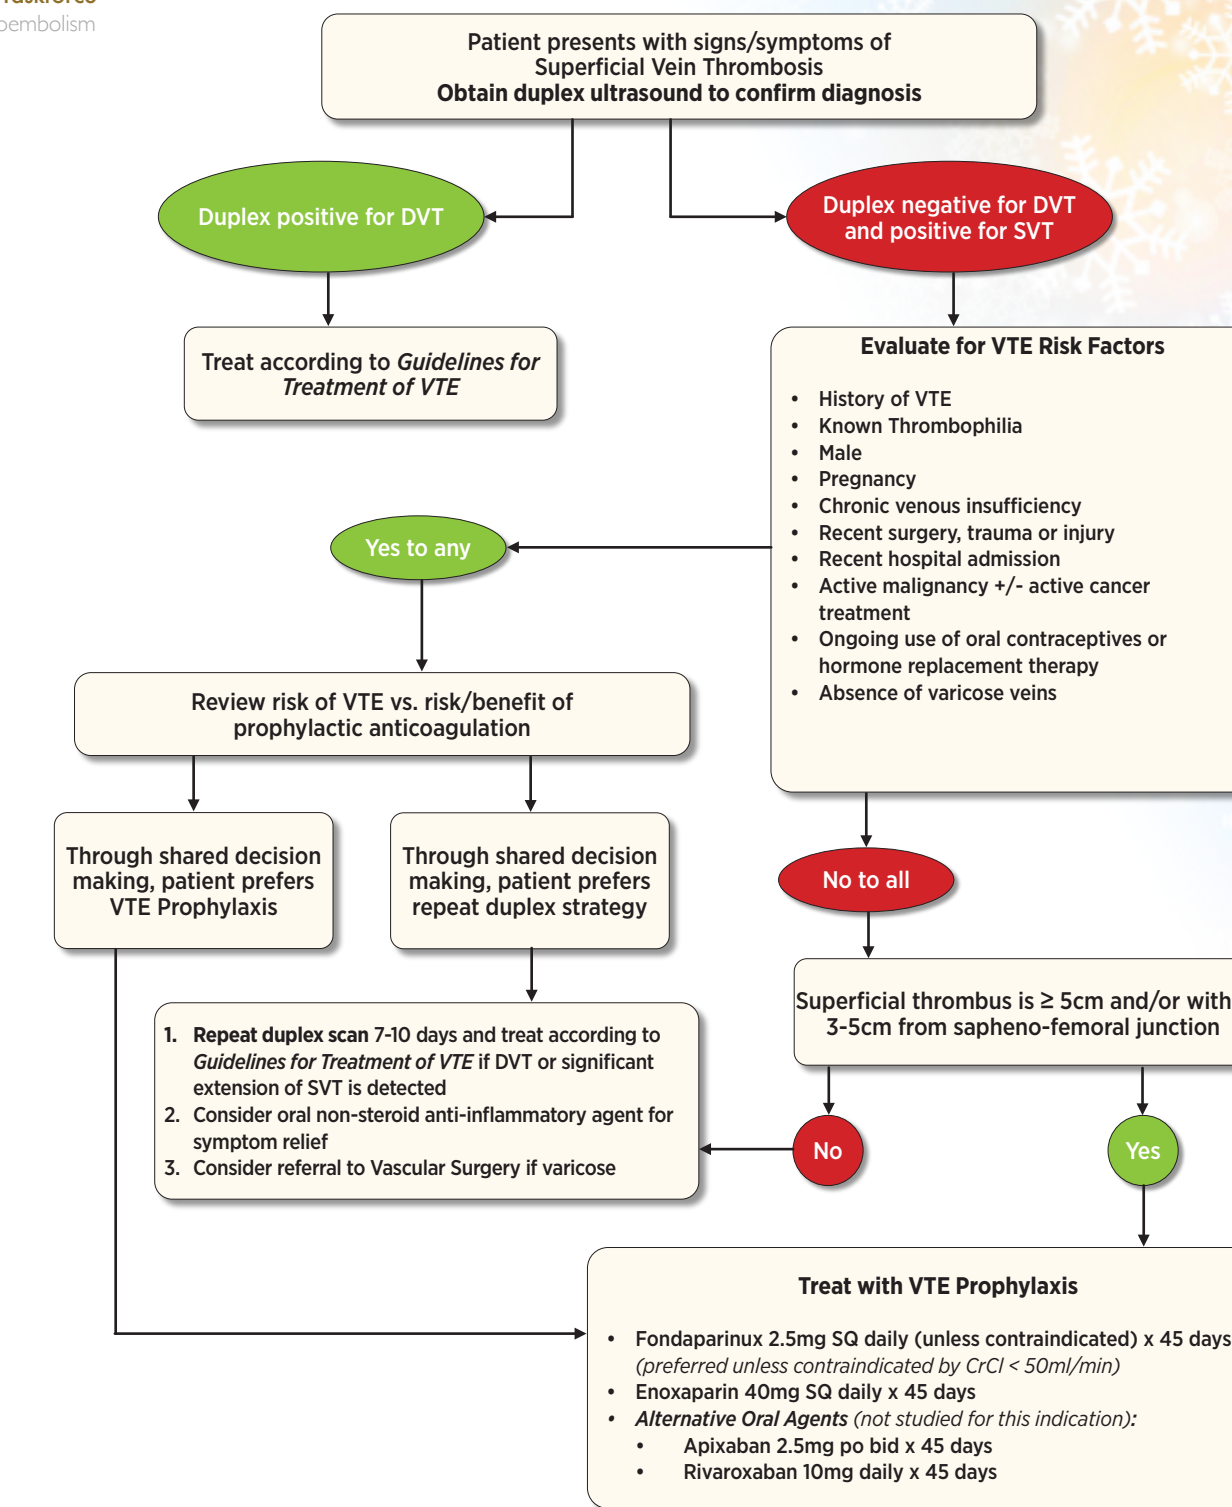 Taskforce
oembolism
Patient presents with signs/symptoms of
Superficial Vein Thrombosis
Obtain duplex ultrasound to confirm diagnosis
Duplex positive for DVT
Duplex negative for DVT
and positive for SVT
Treat according to Guidelines for
Treatment of VTE
Evaluate for VTE Risk Factors
• History of VTE
• Known Thrombophilia
• Male
• Pregnancy
• Chronic venous insufficiency
• Recent surgery, trauma or injury
• Recent hospital admission
• Active malignancy +/- active cancer
treatment
• Ongoing use of oral contraceptives or
hormone replacement therapy
• Absence of varicose veins
Yes to any
Review risk of VTE vs. risk/benefit of
prophylactic anticoagulation
Through shared decision
making, patient prefers
VTE Prophylaxis
Through shared decision
making, patient prefers
repeat duplex strategy
No to all
Superficial thrombus is ≥ 5cm and/or with
3-5cm from sapheno-femoral junction
1. Repeat duplex scan 7-10 days and treat according to
Guidelines for Treatment of VTE if DVT or significant
extension of SVT is detected
2. Consider oral non-steroid anti-inflammatory agent for
symptom relief
3. Consider referral to Vascular Surgery if varicose
No
Yes
Treat with VTE Prophylaxis
• Fondaparinux 2.5mg SQ daily (unless contraindicated) x 45 days
(preferred unless contraindicated by CrCl < 50ml/min)
• Enoxaparin 40mg SQ daily x 45 days
• Alternative Oral Agents (not studied for this indication):
• Apixaban 2.5mg po bid x 45 days
• Rivaroxaban 10mg daily x 45 days